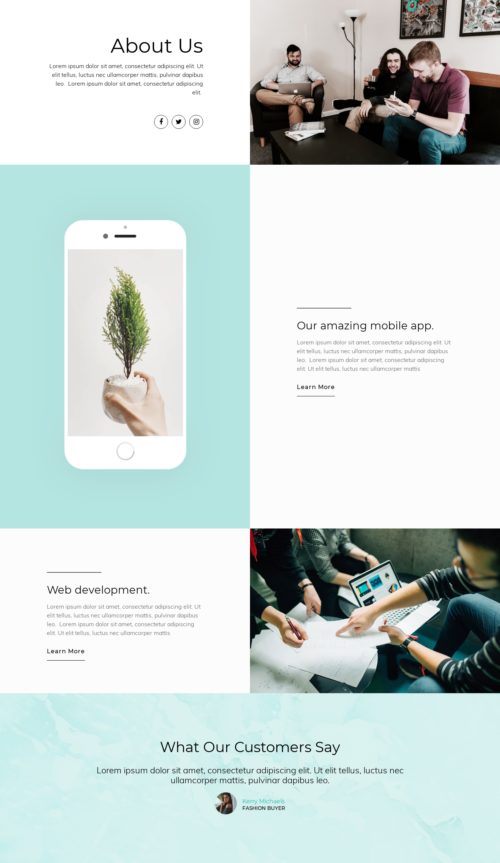 About Us
Lorem ipsum dolor sit amet, consectetur adipiscing elit. Ut
elit tellus, luctus nec ullamcorper mattis, pulvinar dapibus
leo. Lorem ipsum dolor sit amet, consectetur adipiscing
elit.
Our amazing mobile app.
Lorem ipsum dolor sit amet, consectetur adipiscing elit. Ut
elit tellus, luctus nec ullamcorper mattis, pulvinar dapibus
leo. Lorem ipsum dolor sit amet, consectetur adipiscing
elit. Ut elit tellus, luctus nec ullamcorper mattis
Learn More
Web development.
Lorem ipsum dolor sit amet, consectetur adipiscing elit. Ut
elit tellus, luctus nec ullamcorper mattis, pulvinar dapibus
leo. Lorem ipsum dolor sit amet, consectetur adipiscing
elit. Ut elit tellus, luctus nec ullamcorper mattis
Learn More
What Our Customers Say
Lorem ipsum dolor sit amet, consectetur adipiscing elit. Ut elit tellus, luctus nec
ullamcorper mattis, pulvinar dapibus leo.
Kerry Michaels
FASHION BUYER